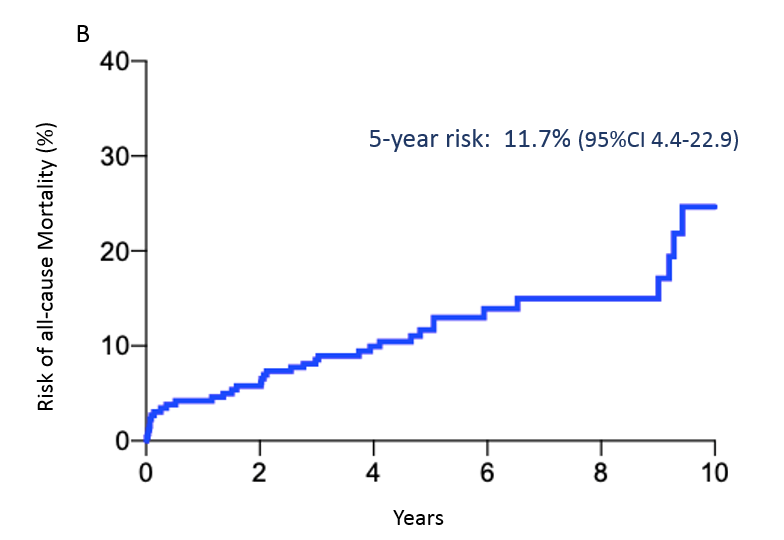 B
40
30
20
10
0
Risk of all-cause Mortality (%)
5-year risk:  11.7% (95%CI 4.4-22.9)
0 2 4 6 8 10
Years